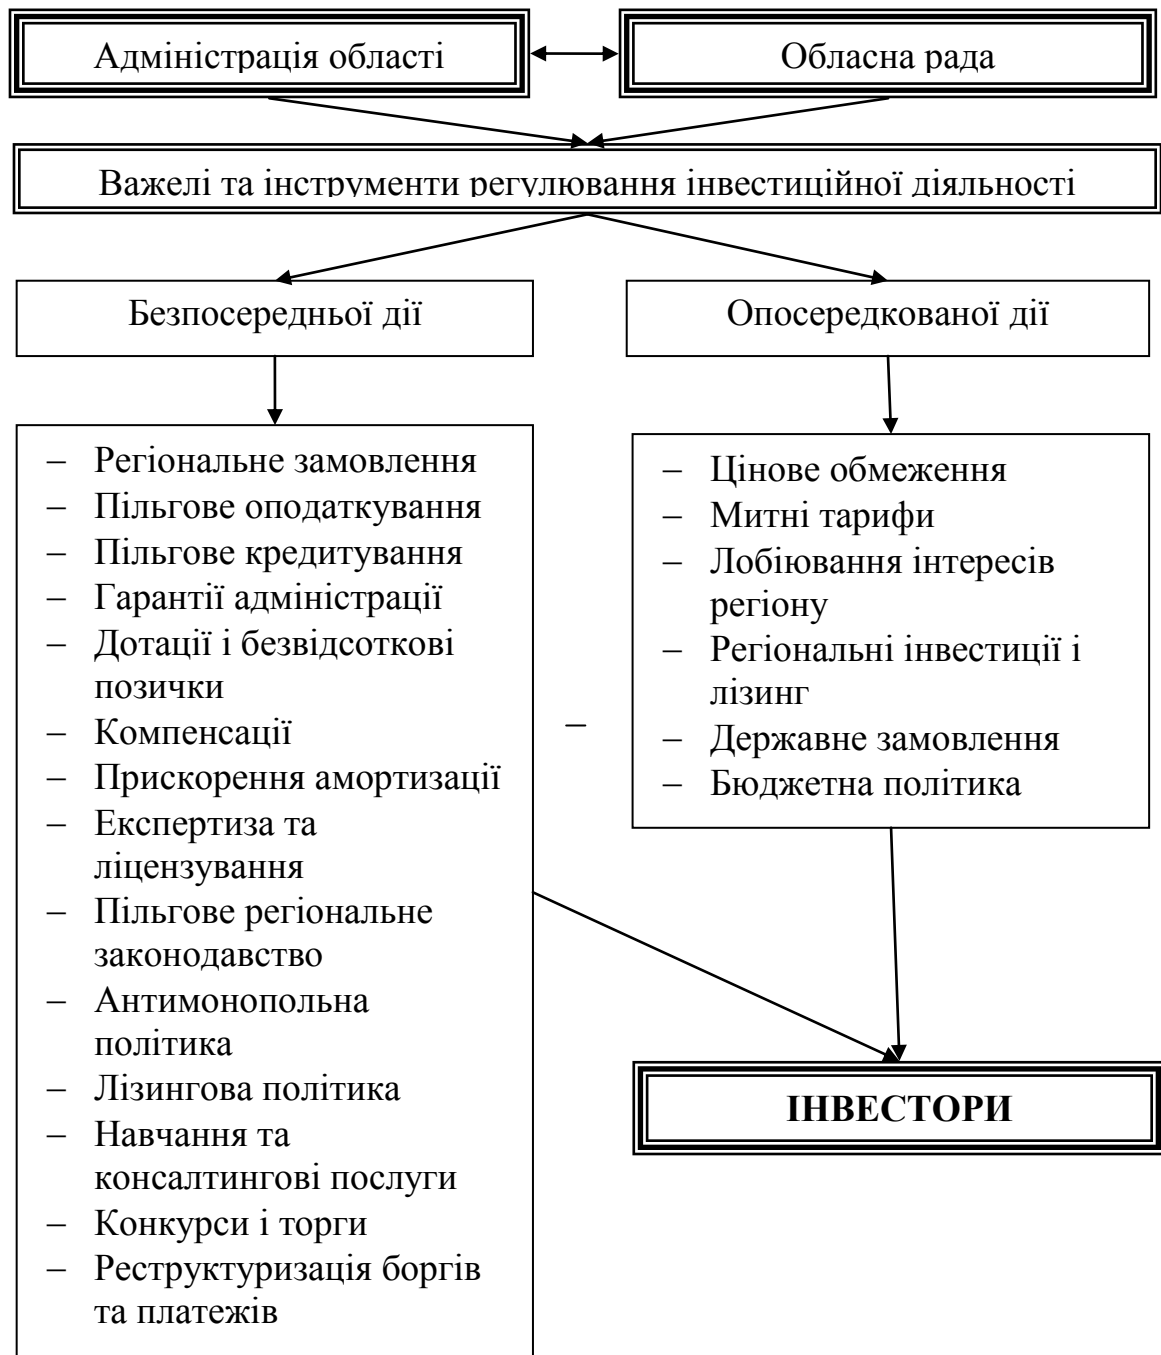 Адміністрація області
Обласна рада
Важелі та інструменти регулювання інвестиційної діяльності
Безпосередньої дії
Опосередкованої дії
– Регіональне замовлення
– Пільгове оподаткування
– Пільгове кредитування
– Гарантії адміністрації
– Дотації і безвідсоткові
позички
– Компенсації
– Прискорення амортизації
– Експертиза та
ліцензування
– Пільгове регіональне
законодавство
– Антимонопольна
політика
– Лізингова політика
– Навчання та
консалтингові послуги
– Конкурси і торги
– Реструктуризація боргів
та платежів
–
– Цінове обмеження
– Митні тарифи
– Лобіювання інтересів
регіону
– Регіональні інвестиції і
лізинг
– Державне замовлення
– Бюджетна політика
ІНВЕСТОРИ